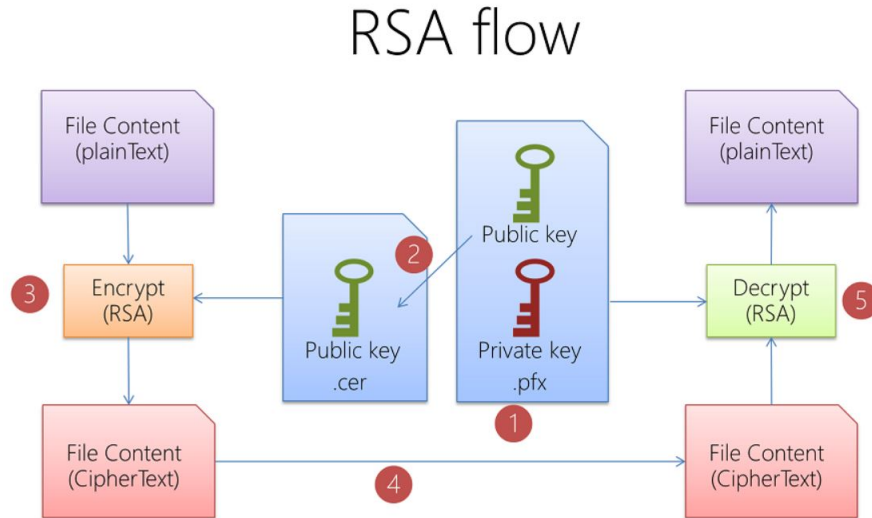 RSA flow
File Content
(plainText)
File Content
(plainText)
Public key
2
3
Encrypt
(RSA)
Public key
.cer
Private key
.pfx
Decrypt
(RSA)
5
1
File Content
(CipherText)
4
File Content
(CipherText)